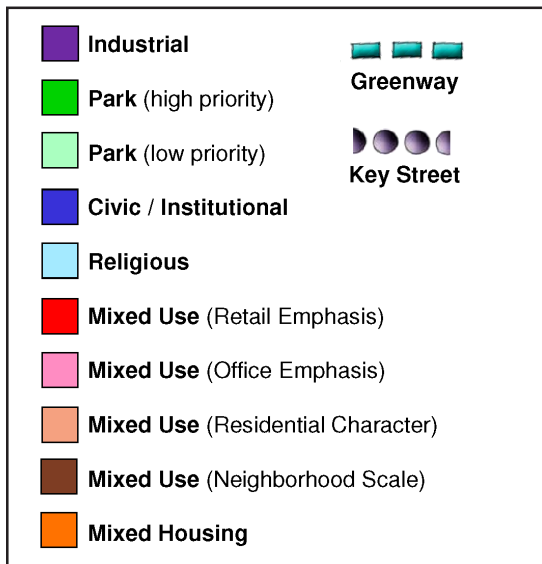 Industrial
Park (high priority)
Park (low priority)
Civic / Institutional
Religious
Mixed Use (Retail Emphasis)
Mixed Use (Office Emphasis)
Mixed Use (Residential Character)
Mixed Use (Neighborhood Scale)
Mixed Housing
Greenway
Key Street